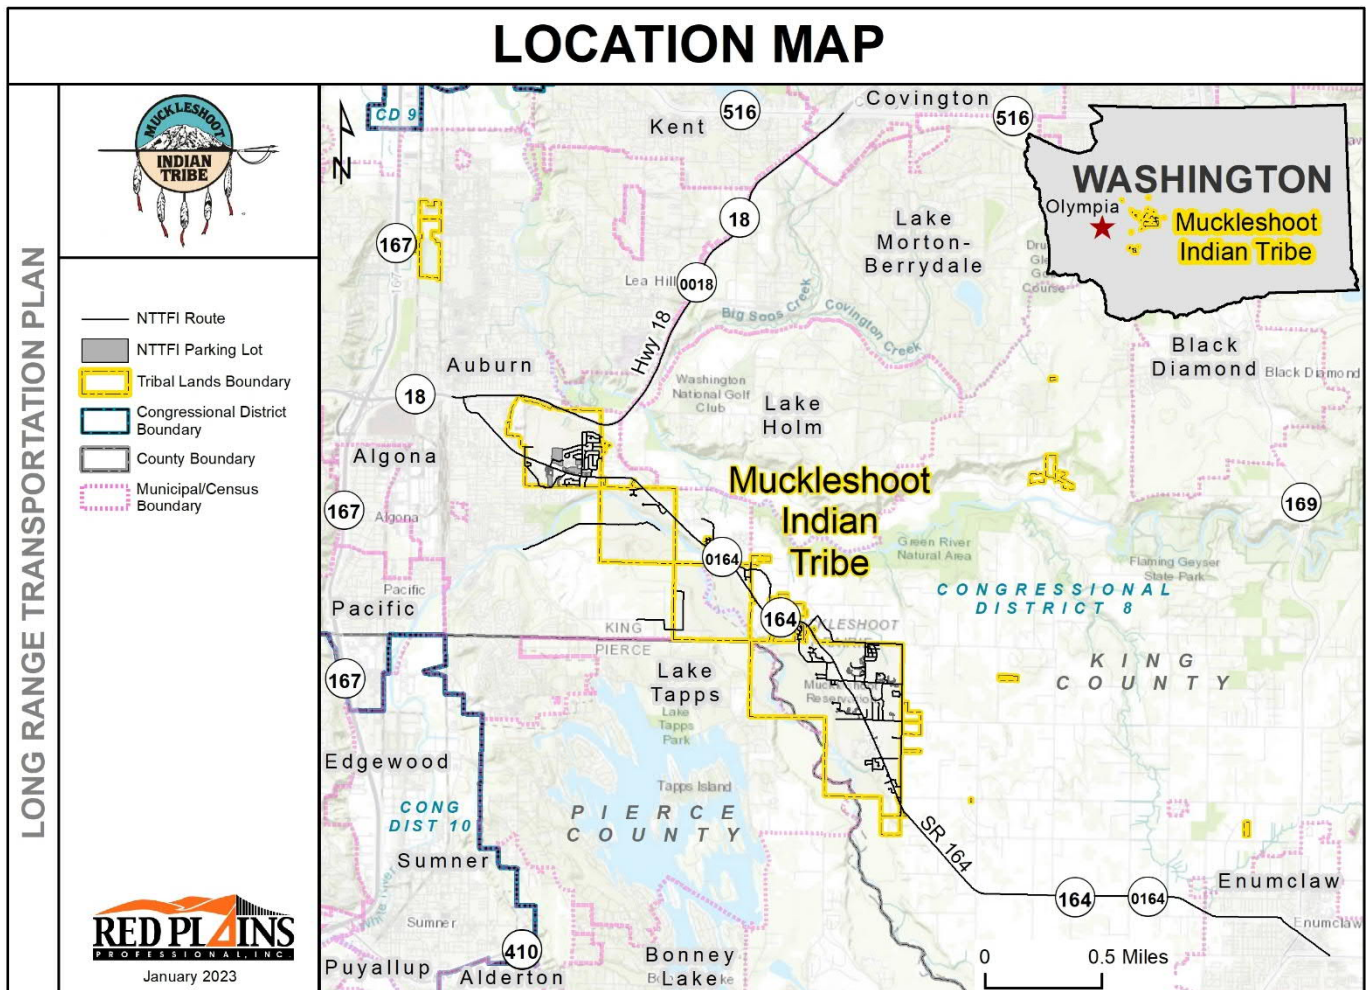 LOCATION MAP
LONG RANGE TRANSPORTATION PLAN
MUCKLESHOOT
INDIAN
TRIBE
NTTFI Route
NTTFI Parking Lot
Tribal Lands Boundary
Congressional District
Boundary
County Boundary
Municipal/Census
Boundary
RED PLAINS
PROFESSIONAL, INC.
January 2023
N
CD 9
516
Kent
Covington
516
WASHINGTON
Olympia
Muckleshoot
Indian Tribe
167
167
18
Lake
Morton-
Berrydale
Lea Hill
0018
Big Soos Creek
Covington
Creek
Hwy 18
Course
Black
Diamond
Black Diamond
Auburn
18
Washington
National Golf
Club
Lake
Holm
Algona
Muckleshoot
Indian
Tribe
167
Algona
169
0164
Green River
Natural Area
Flaming Geyser
State Park
Pacific
Pacific
CONGRESSIONAL
DISTRICT 8
164
KLESHOOT
KING
PIERCE
KING
COUNTY
167
Lake
Tapps
Lake
Tapps
Park
Edgewood
Tapps Island
CONG
DIST 10
PIERCE
COUNTY
SR 164
Sumner
Sumner
White River
164
0164
Enumclaw
Enumclaw
410
Puyallup
Alderton
Bonney
Lake
0
0.5 Miles